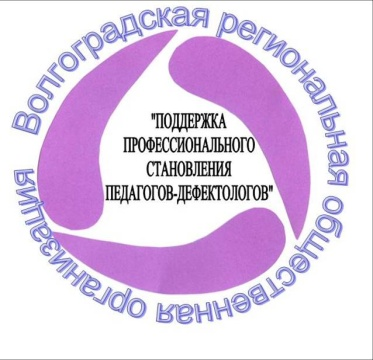 Волгоградская региональная общественная организация
"ПОДДЕРЖКА
ПРОФЕССИОНАЛЬНОГО
СТАНОВЛЕНИЯ
ПЕДАГОГОВ-ДЕФЕКТОЛОГОВ"